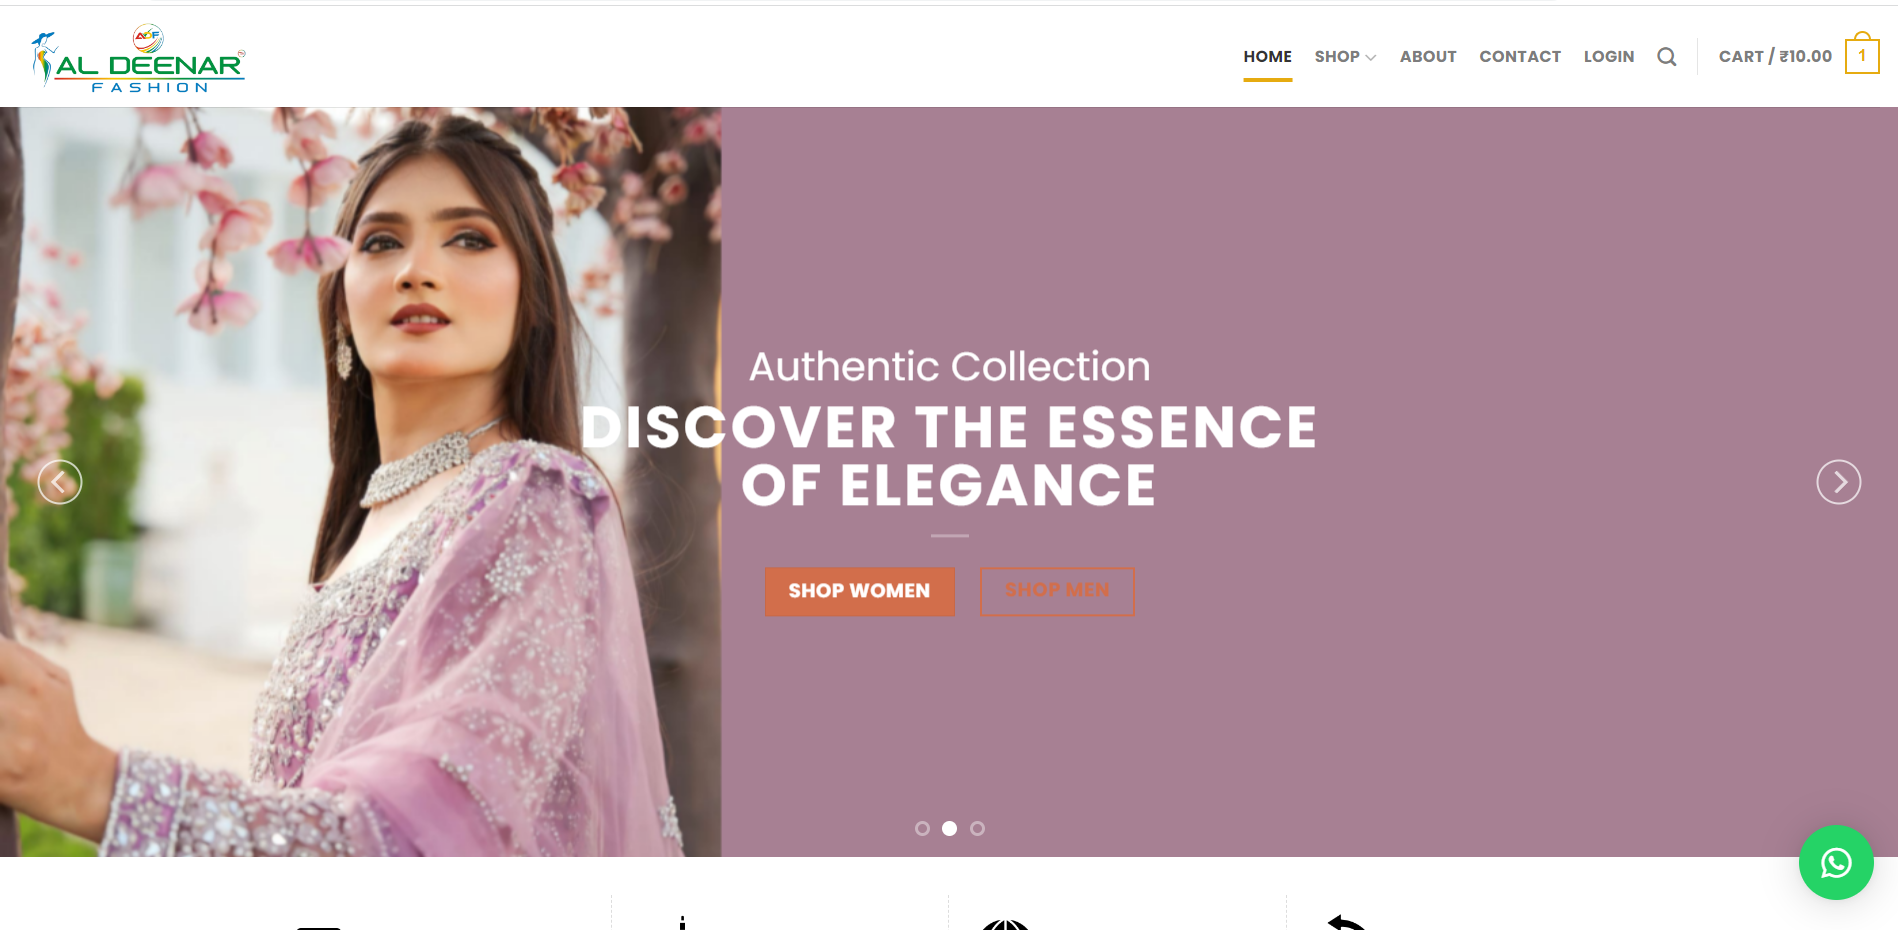 ADF
AL DEENAR
FASHION
HOME
SHOP
ABOUT
CONTACT
LOGIN
CART / ₹10.00
1
Authentic Collection
DISCOVER THE ESSENCE
OF ELEGANCE
SHOP WOMEN
SHOP MEN